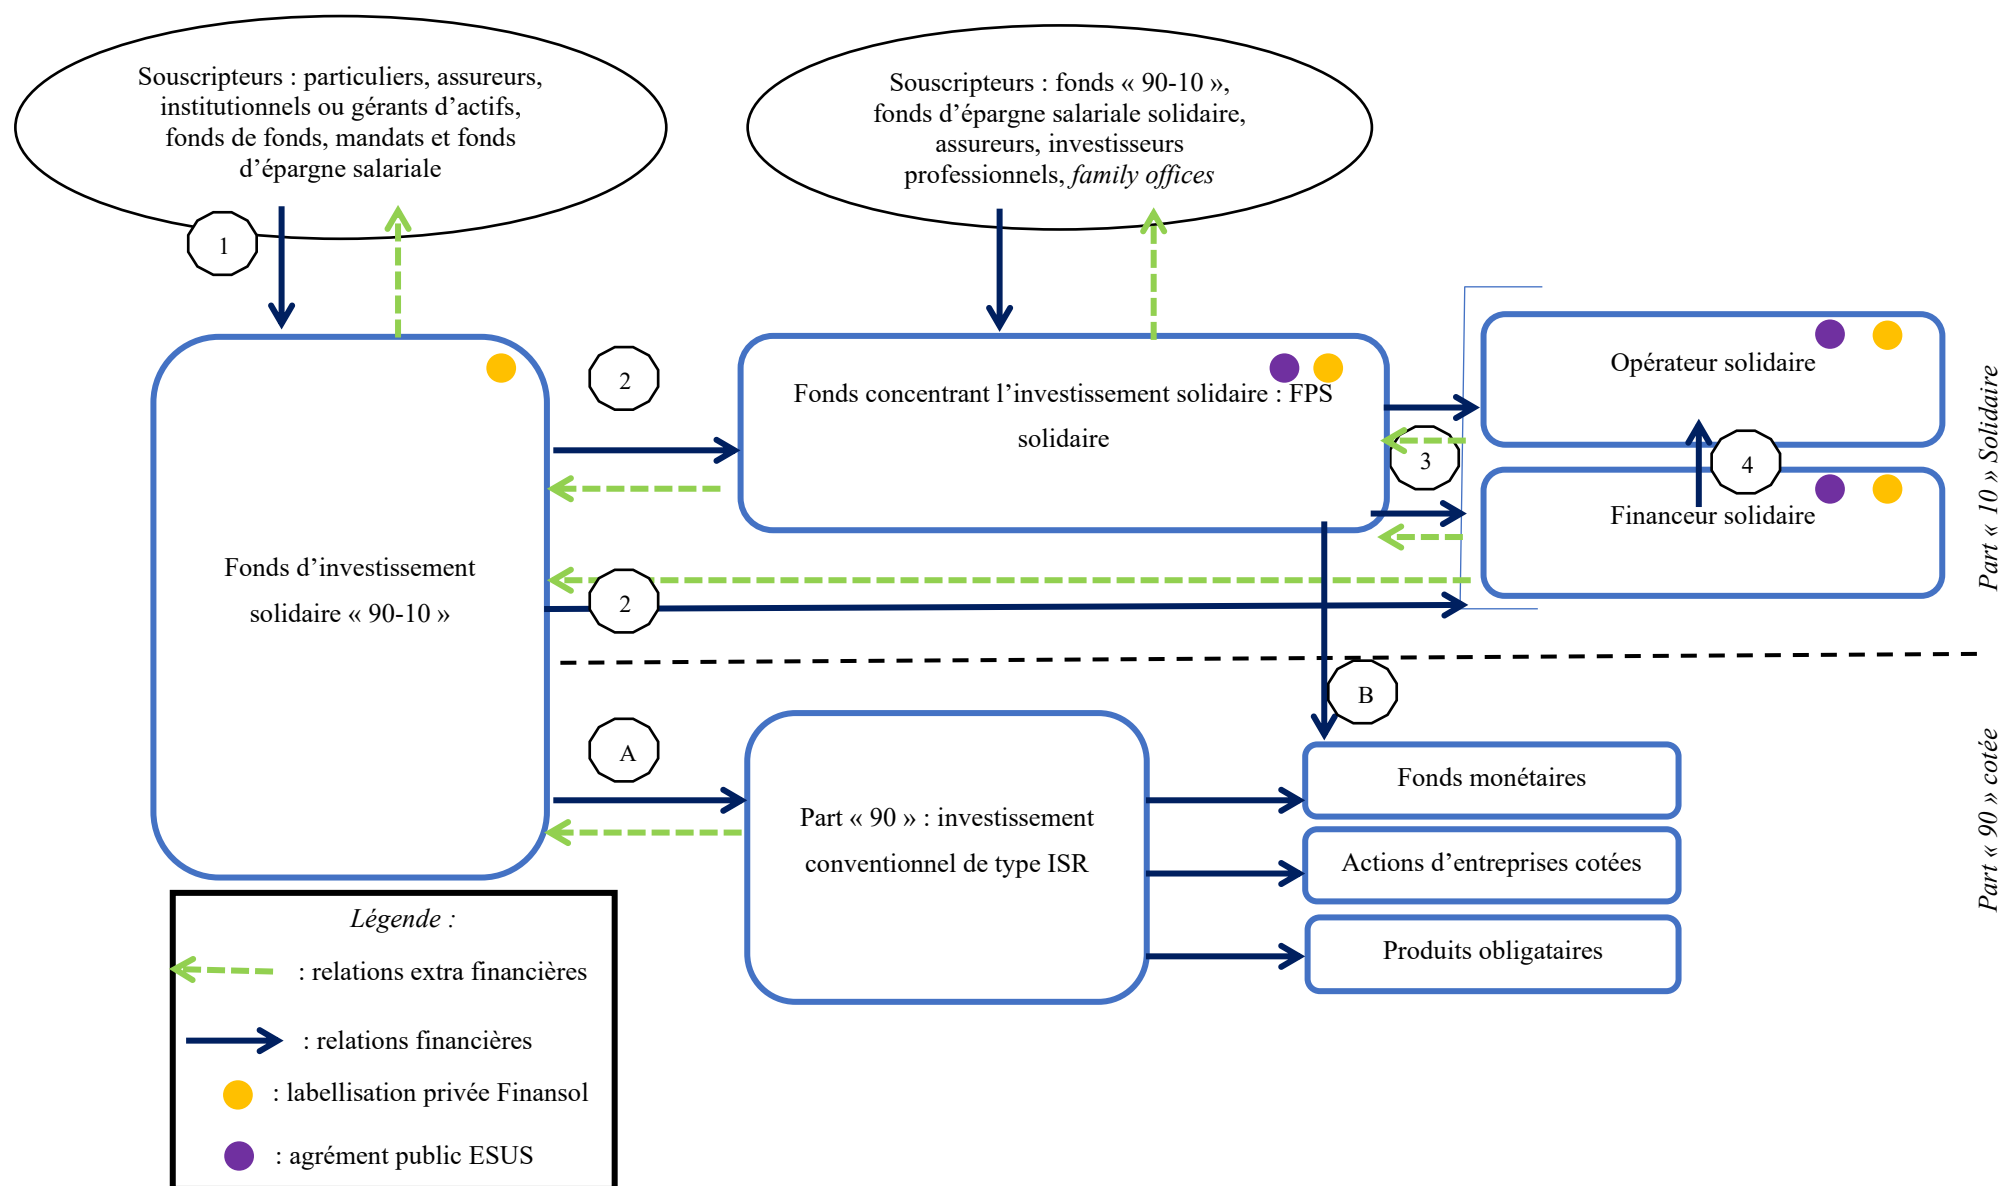 Souscripteurs : particuliers, assureurs,
institutionnels ou gérants d’actifs,
fonds de fonds, mandats et fonds
d’épargne salariale
Souscripteurs : fonds « 90-10 »,
fonds d’épargne salariale solidaire,
assureurs, investisseurs
professionnels, family offices
1
2
Fonds concentrant l’investissement solidaire : FPS
solidaire
3
Opérateur solidaire
4
Financeur solidaire
Part « 10 » Solidaire
Fonds d’investissement
solidaire « 90-10 »
2
B
A
Part « 90 » : investissement
conventionnel de type ISR
Fonds monétaires
Actions d’entreprises cotées
Produits obligataires
Part « 90 » cotée
Légende :
: relations extra financières
: relations financières
: labellisation privée Finansol
: agrément public ESUS